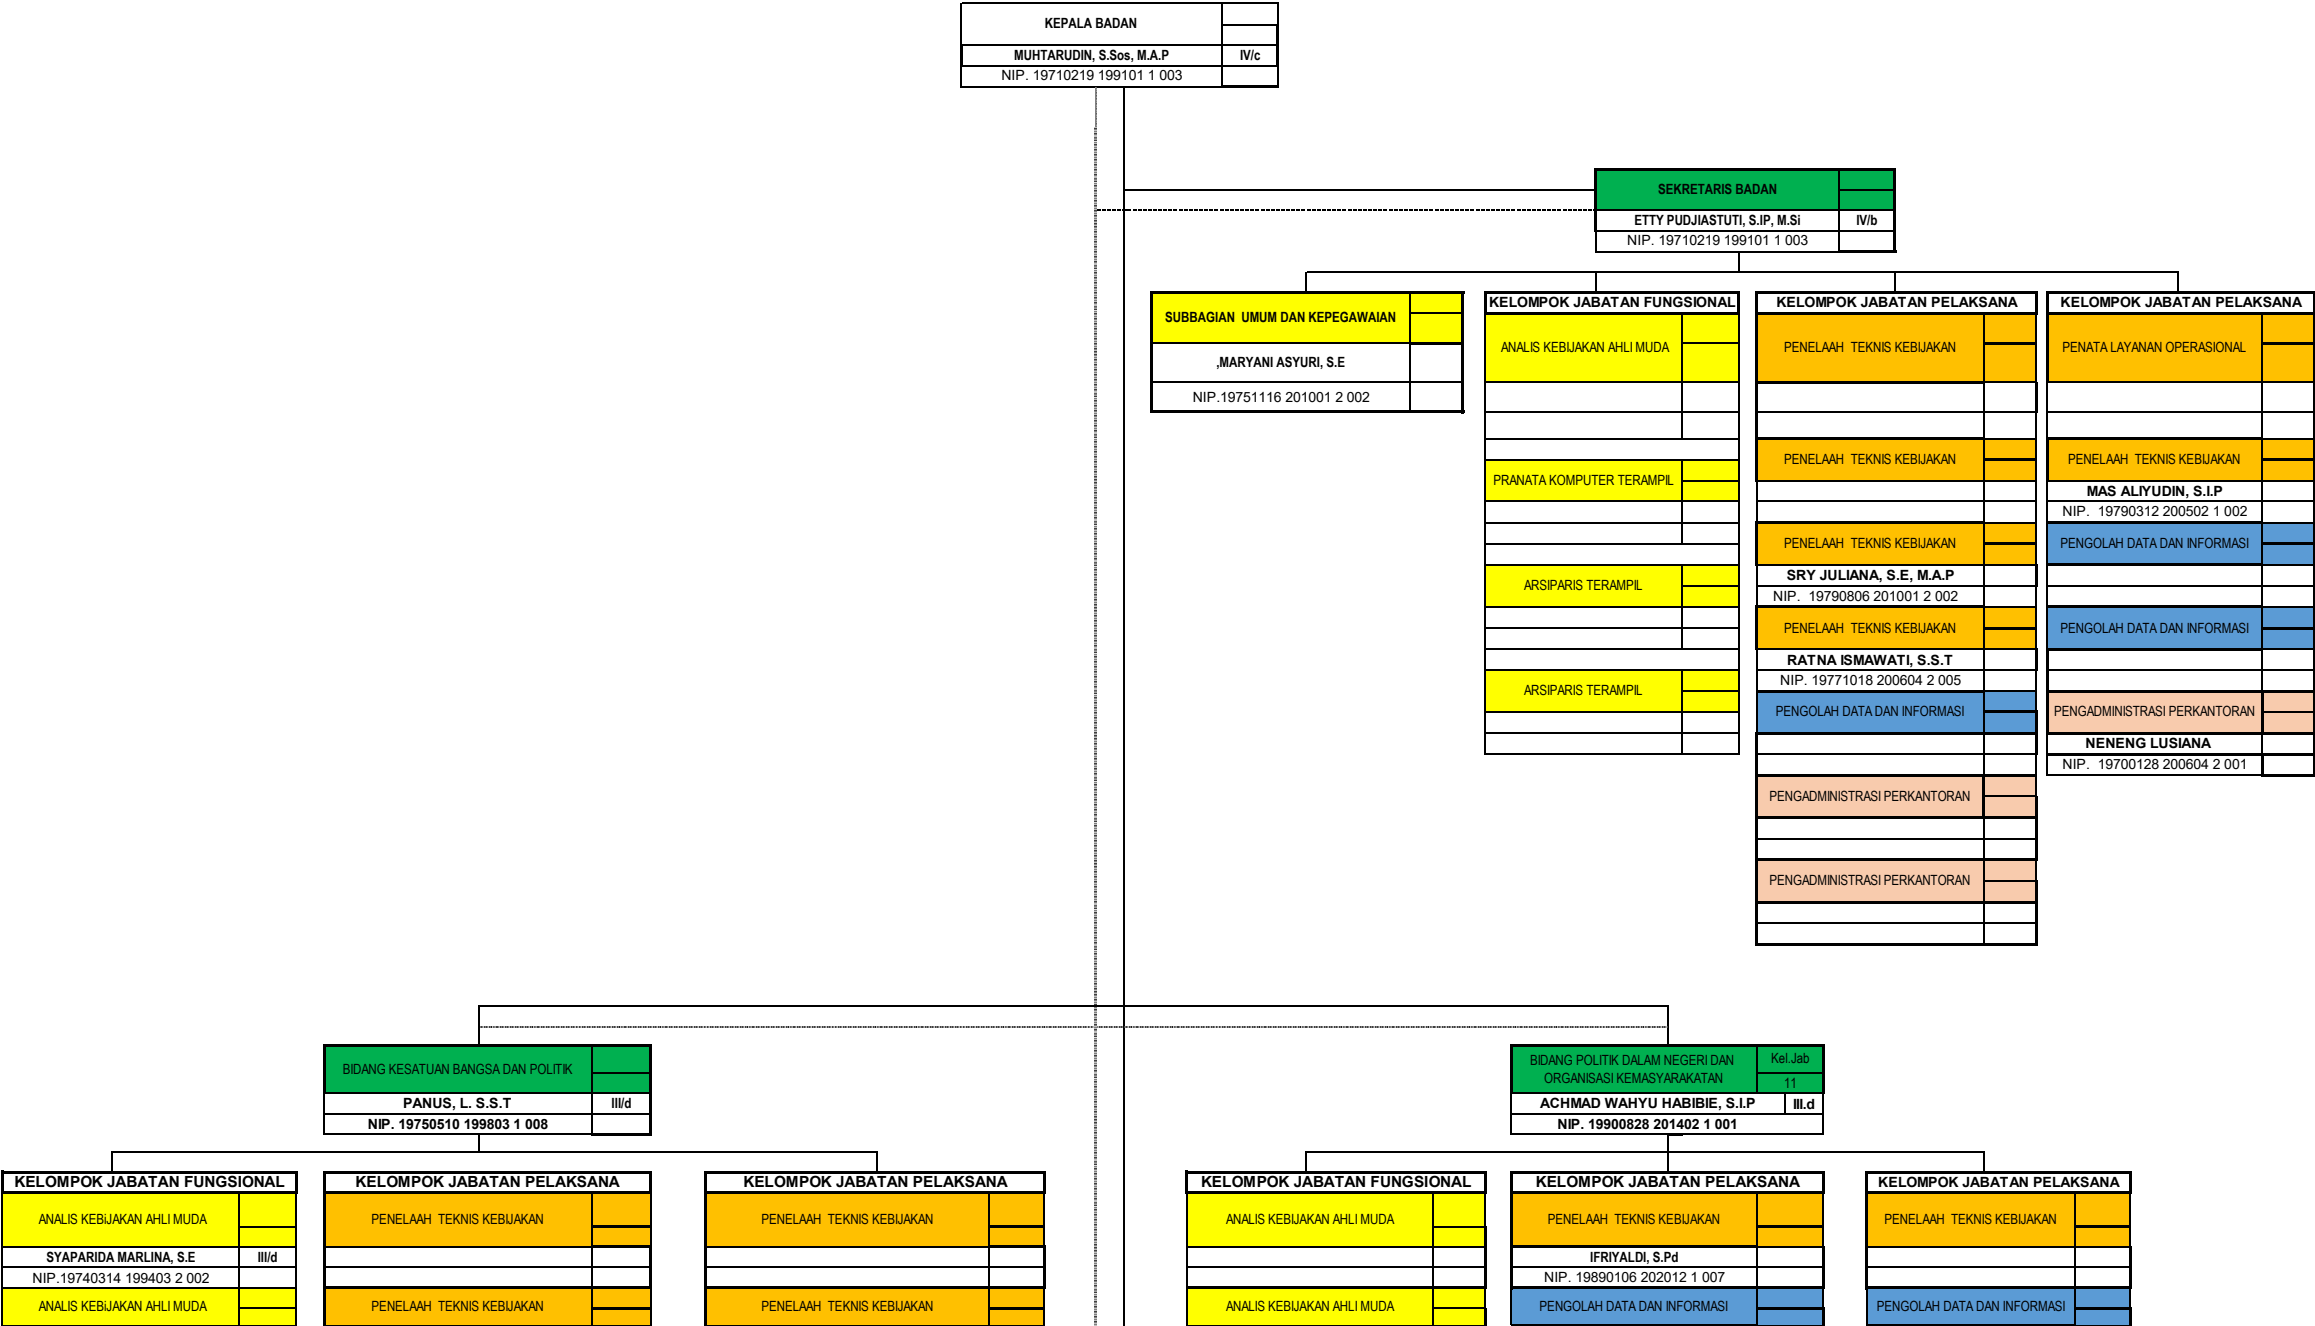 KEPALA BADAN
MUHTARUDIN, S.Sos, M.A.P IV/c
NIP. 19710219 199101 1 003
SEKRETARIS BADAN
ETTY PUDJIASTUTI, S.IP, M.Si IV/b
NIP. 19710219 199101 1 003
SUBBAGIAN UMUM DAN KEPEGAWAIAN
,MARYANI ASYURI, S.E
NIP.19751116 201001 2 002
KELOMPOK JABATAN FUNGSIONAL
ANALIS KEBIJAKAN AHLI MUDA
PRANATA KOMPUTER TERAMPIL
ARSIPARIS TERAMPIL
ARSIPARIS TERAMPIL
KELOMPOK JABATAN PELAKSANA
PENELAAH TEKNIS KEBIJAKAN
PENELAAH TEKNIS KEBIJAKAN
PENELAAH TEKNIS KEBIJAKAN
SRY JULIANA, S.E, M.A.P
NIP. 19790806 201001 2 002
PENELAAH TEKNIS KEBIJAKAN
RATNA ISMAWATI, S.S.T
NIP. 19771018 200604 2 005
PENGOLAH DATA DAN INFORMASI
PENGADMINISTRASI PERKANTORAN
PENGADMINISTRASI PERKANTORAN
KELOMPOK JABATAN PELAKSANA
PENATA LAYANAN OPERASIONAL
PENELAAH TEKNIS KEBIJAKAN
MAS ALIYUDIN, S.I.P
NIP. 19790312 200502 1 002
PENGOLAH DATA DAN INFORMASI
PENGOLAH DATA DAN INFORMASI
PENGADMINISTRASI PERKANTORAN
NENENG LUSIANA
NIP. 19700128 200604 2 001
BIDANG KESATUAN BANGSA DAN POLITIK
PANUS, L. S.S.T III/d
NIP. 19750510 199803 1 008
KELOMPOK JABATAN FUNGSIONAL
ANALIS KEBiJAKAN AHLI MUDA
SYAPARIDA MARLINA, S.E III/d
NIP.19740314 199403 2 002
ANALIS KEBiJAKAN AHLI MUDA
KELOMPOK JABATAN PELAKSANA
PENELAAH TEKNIS KEBIJAKAN
PENELAAH TEKNIS KEBIJAKAN
KELOMPOK JABATAN PELAKSANA
PENELAAH TEKNIS KEBIJAKAN
PENELAAH TEKNIS KEBIJAKAN
BIDANG POLITIK DALAM NEGERI DAN Kel.Jab
ORGANISASI KEMASYARAKATAN 11
ACHMAD WAHYU HABIBIE, S.I.P III.d
NIP. 19900828 201402 1 001
KELOMPOK JABATAN FUNGSIONAL
ANALIS KEBIJAKAN AHLI MUDA
ANALIS KEBIJAKAN AHLI MUDA
KELOMPOK JABATAN PELAKSANA
PENELAAH TEKNIS KEBIJAKAN
IFRIYALDI, S.Pd
NIP. 19890106 202012 1 007
PENGOLAH DATA DAN INFORMASI
KELOMPOK JABATAN PELAKSANA
PENELAAH TEKNIS KEBIJAKAN
PENGOLAH DATA DAN INFORMASI